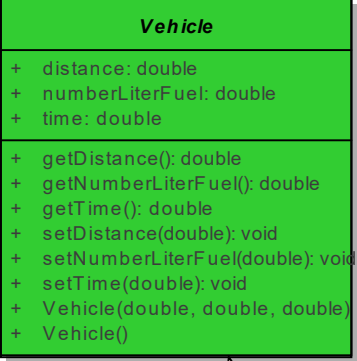 Vehicle
+ distance: double
+ numberLiterFuel: double
+ time: double
+ getDistance(): double
+ getNumberLiterFuel(): double
+ getTime(): double
+ setDistance(double): void
+ setNumberLiterFuel(double): void
+ setTime(double): void
+ Vehicle(double, double, double)
+ Vehicle()